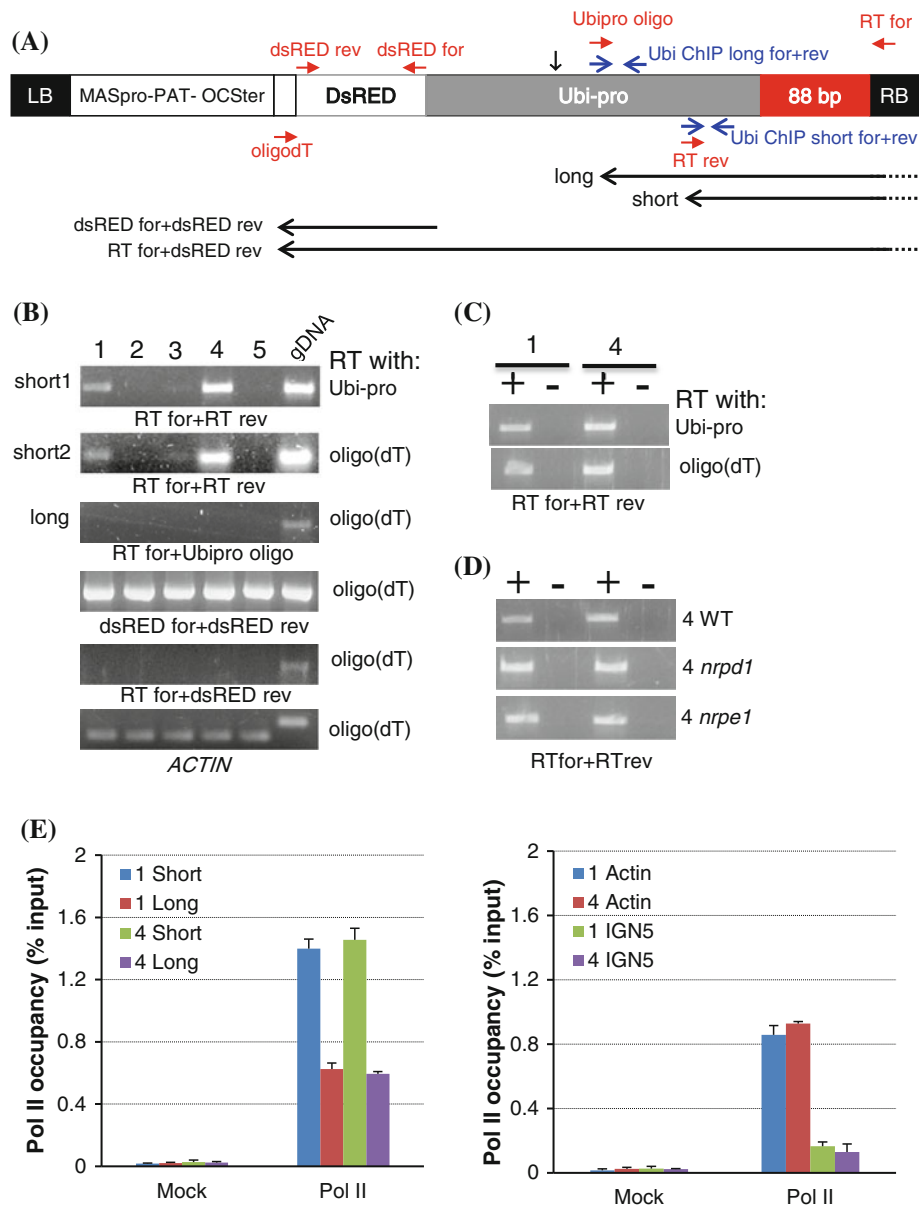 (A)
Ubipro oligo
RT for
dsRED rev
dsRED for
Ubi ChIP long for+rev
LB
MASpro-PAT- OCSter
DsRED
Ubi-pro
88 bp
RB
oligodT
Ubi ChIP short for+rev
RT rev
long
short
dsRED for+dsRED rev
RT for+dsRED rev
(B)
1 2 3 4 5 gDNA
RT with:
short1
Ubi-pro
RT for+RT rev
short2
oligo(dT)
RT for+RT rev
long
oligo(dT)
RT for+Ubipro oligo
oligo(dT)
dsRED for+dsRED rev
oligo(dT)
RT for+dsRED rev
oligo(dT)
ACTIN
(C)
1 4
+ - + -
RT with:
Ubi-pro
oligo(dT)
RT for+RT rev
(D)
+ - + -
4 WT
4 nrpd1
4 nrpe1
RTfor+RTrev
(E)
Pol II occupancy (% input)
2
1.6
1.2
0.8
0.4
0
1 Short
1 Long
4 Short
4 Long
Mock
Pol II
Pol II occupancy (% input)
2
1.6
1.2
0.8
0.4
0
1 Actin
4 Actin
1 IGN5
4 IGN5
Mock
Pol II